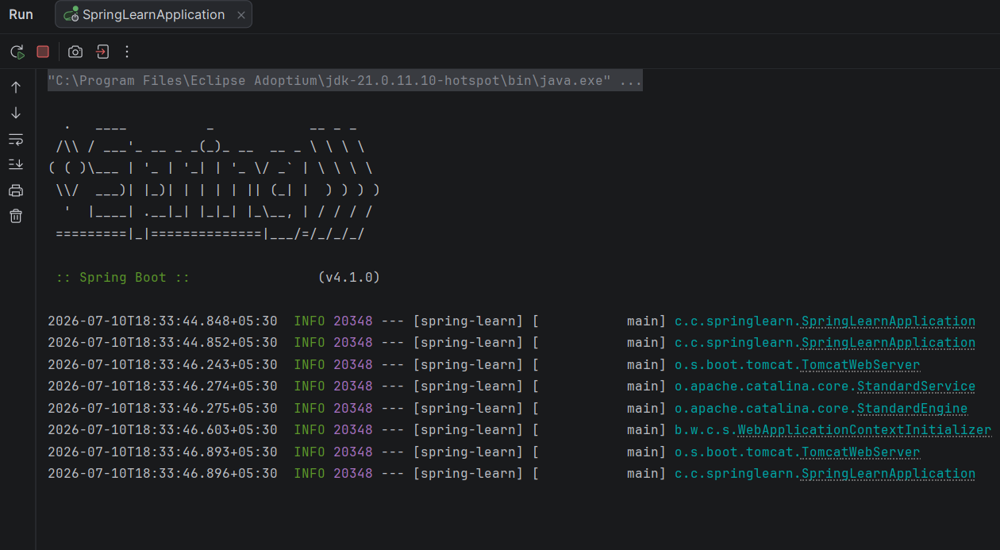 Run SpringLearnApplication
"C:\Program Files\Eclipse Adoptium\jdk-21.0.11.10-hotspot\bin\java.exe" ...
  .   ____          _            __ _ _
 /\\ / ___'_ __ _ _(_)_ __  __ _ \ \ \ \
( ( )\___ | '_ | '_| | '_ \/ _` | \ \ \ \
 \\/  ___)| |_)| | | | | || (_| |  ) ) ) )
  '  |____| .__|_| |_|_| |_\__, | / / / /
 =========|_|==============|___/=/_/_/_/
 :: Spring Boot ::                (v4.1.0)
2026-07-10T18:33:44.848+05:30  INFO 20348 --- [spring-learn] [           main] c.c.springlearn.SpringLearnApplication
2026-07-10T18:33:44.852+05:30  INFO 20348 --- [spring-learn] [           main] c.c.springlearn.SpringLearnApplication
2026-07-10T18:33:46.243+05:30  INFO 20348 --- [spring-learn] [           main] o.s.boot.tomcat.TomcatWebServer
2026-07-10T18:33:46.274+05:30  INFO 20348 --- [spring-learn] [           main] o.apache.catalina.core.StandardService
2026-07-10T18:33:46.275+05:30  INFO 20348 --- [spring-learn] [           main] o.apache.catalina.core.StandardEngine
2026-07-10T18:33:46.603+05:30  INFO 20348 --- [spring-learn] [           main] b.w.c.s.WebApplicationContextInitializer
2026-07-10T18:33:46.893+05:30  INFO 20348 --- [spring-learn] [           main] o.s.boot.tomcat.TomcatWebServer
2026-07-10T18:33:46.896+05:30  INFO 20348 --- [spring-learn] [           main] c.c.springlearn.SpringLearnApplication